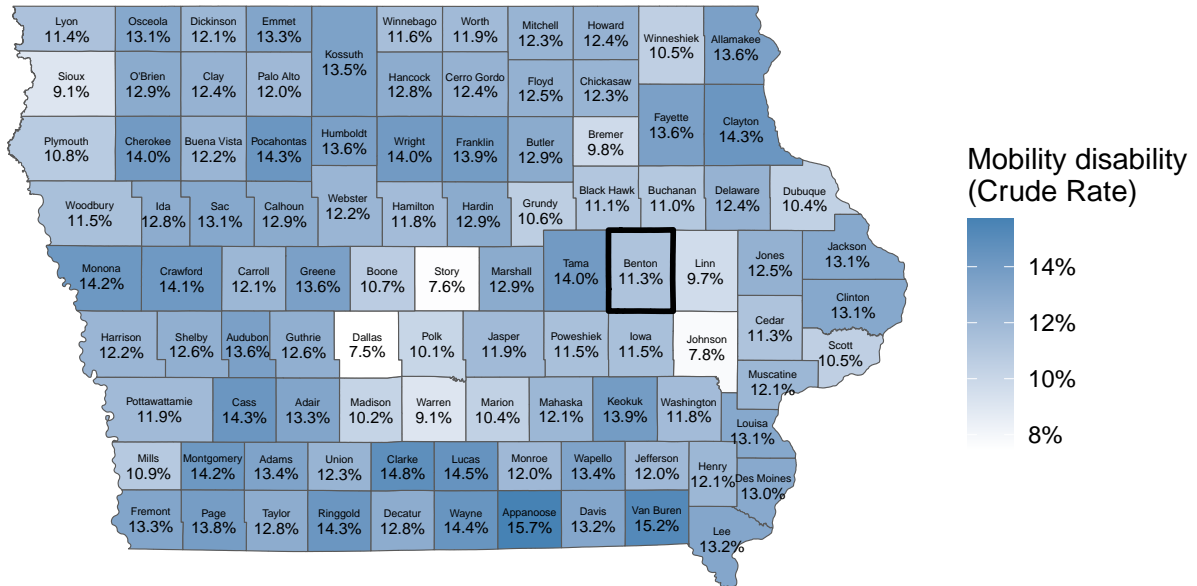 Lyon
11.4%
Osceola
13.1%
Dickinson
12.1%
Emmet
13.3%
Kossuth
13.5%
Winnebago
11.6%
Worth
11.9%
Mitchell
12.3%
Howard
12.4%
Winneshiek
10.5%
Allamakee
13.6%
Sioux
9.1%
O'Brien
12.9%
Clay
12.4%
Palo Alto
12.0%
Hancock
12.8%
Cerro Gordo
12.4%
Floyd
12.5%
Chickasaw
12.3%
Fayette
13.6%
Clayton
14.3%
Plymouth
10.8%
Cherokee
14.0%
Buena Vista
12.2%
Pocahontas
14.3%
Humboldt
13.6%
Wright
14.0%
Franklin
13.9%
Butler
12.9%
Bremer
9.8%
Woodbury
11.5%
Ida
12.8%
Sac
13.1%
Calhoun
12.9%
Webster
12.2%
Hamilton
11.8%
Hardin
12.9%
Grundy
10.6%
Black Hawk
11.1%
Buchanan
11.0%
Delaware
12.4%
Dubuque
10.4%
Monona
14.2%
Crawford
14.1%
Carroll
12.1%
Greene
13.6%
Boone
10.7%
Story
7.6%
Marshall
12.9%
Tama
14.0%
Benton
11.3%
Linn
9.7%
Jones
12.5%
Jackson
13.1%
Clinton
13.1%
Harrison
12.2%
Shelby
12.6%
Audubon
13.6%
Guthrie
12.6%
Dallas
7.5%
Polk
10.1%
Jasper
11.9%
Poweshiek
11.5%
Iowa
11.5%
Johnson
7.8%
Cedar
11.3%
Scott
10.5%
Muscatine
12.1%
Pottawattamie
11.9%
Cass
14.3%
Adair
13.3%
Madison
10.2%
Warren
9.1%
Marion
10.4%
Mahaska
12.1%
Keokuk
13.9%
Washington
11.8%
Louisa
13.1%
Mills
10.9%
Montgomery
14.2%
Adams
13.4%
Union
12.3%
Clarke
14.8%
Lucas
14.5%
Monroe
12.0%
Wapello
13.4%
Jefferson
12.0%
Henry
12.1%
Des Moines
13.0%
Fremont
13.3%
Page
13.8%
Taylor
12.8%
Ringgold
14.3%
Decatur
12.8%
Wayne
14.4%
Appanoose
15.7%
Davis
13.2%
Van Buren
15.2%
Lee
13.2%
Mobility disability
(Crude Rate)
14%
12%
10%
8%